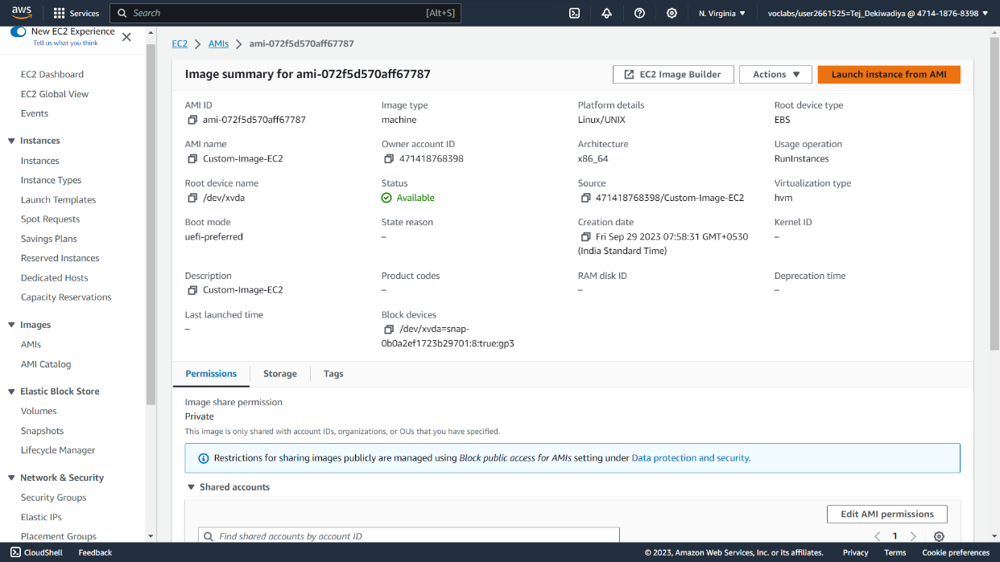 aws
Services
Search
[Alt+S]
N. Virginia ▼
voclabs/user2661525=Tej_Dekiwadiya @ 4714-1876-8398 ▼
New EC2 Experience
Tell us what you think
EC2 Dashboard
EC2 Global View
Events
Instances
Instances
Instance Types
Launch Templates
Spot Requests
Savings Plans
Reserved Instances
Dedicated Hosts
Capacity Reservations
Images
AMIs
AMI Catalog
Elastic Block Store
Volumes
Snapshots
Lifecycle Manager
Network & Security
Security Groups
Elastic IPs
Placement Groups
EC2 > AMIs > ami-072f5d570aff67787
Image summary for ami-072f5d570aff67787
EC2 Image Builder
Actions ▼
Launch instance from AMI
AMI ID
ami-072f5d570aff67787
Image type
machine
Platform details
Linux/UNIX
Root device type
EBS
AMI name
Custom-Image-EC2
Owner account ID
471418768398
Architecture
x86_64
Usage operation
RunInstances
Root device name
/dev/xvda
Status
Available
Source
471418768398/Custom-Image-EC2
Virtualization type
hvm
Boot mode
uefi-preferred
State reason
–
Creation date
Fri Sep 29 2023 07:58:31 GMT+0530
(India Standard Time)
Kernel ID
–
Description
Custom-Image-EC2
Product codes
–
RAM disk ID
–
Deprecation time
–
Last launched time
–
Block devices
/dev/xvda=snap-
0b0a2ef1723b29701:8:true:gp3
Permissions
Storage
Tags
Image share permission
Private
This image is only shared with account IDs, organizations, or OUs that you have specified.
Restrictions for sharing images publicly are managed using Block public access for AMIs setting under Data protection and security.
Shared accounts
Edit AMI permissions
Find shared accounts by account ID
1
CloudShell
Feedback
© 2023, Amazon Web Services, Inc. or its affiliates.
Privacy
Terms
Cookie preferences